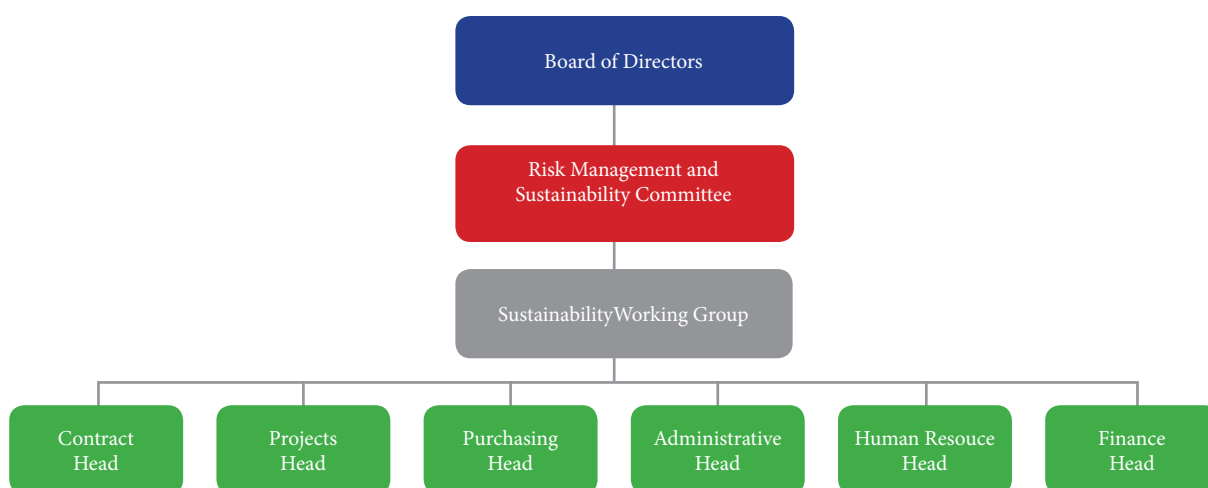 Board of Directors
Risk Management and
Sustainability Committee
SustainabilityWorking Group
Contract
Head
Projects
Head
Purchasing
Head
Administrative
Head
Human Resouce
Head
Finance
Head